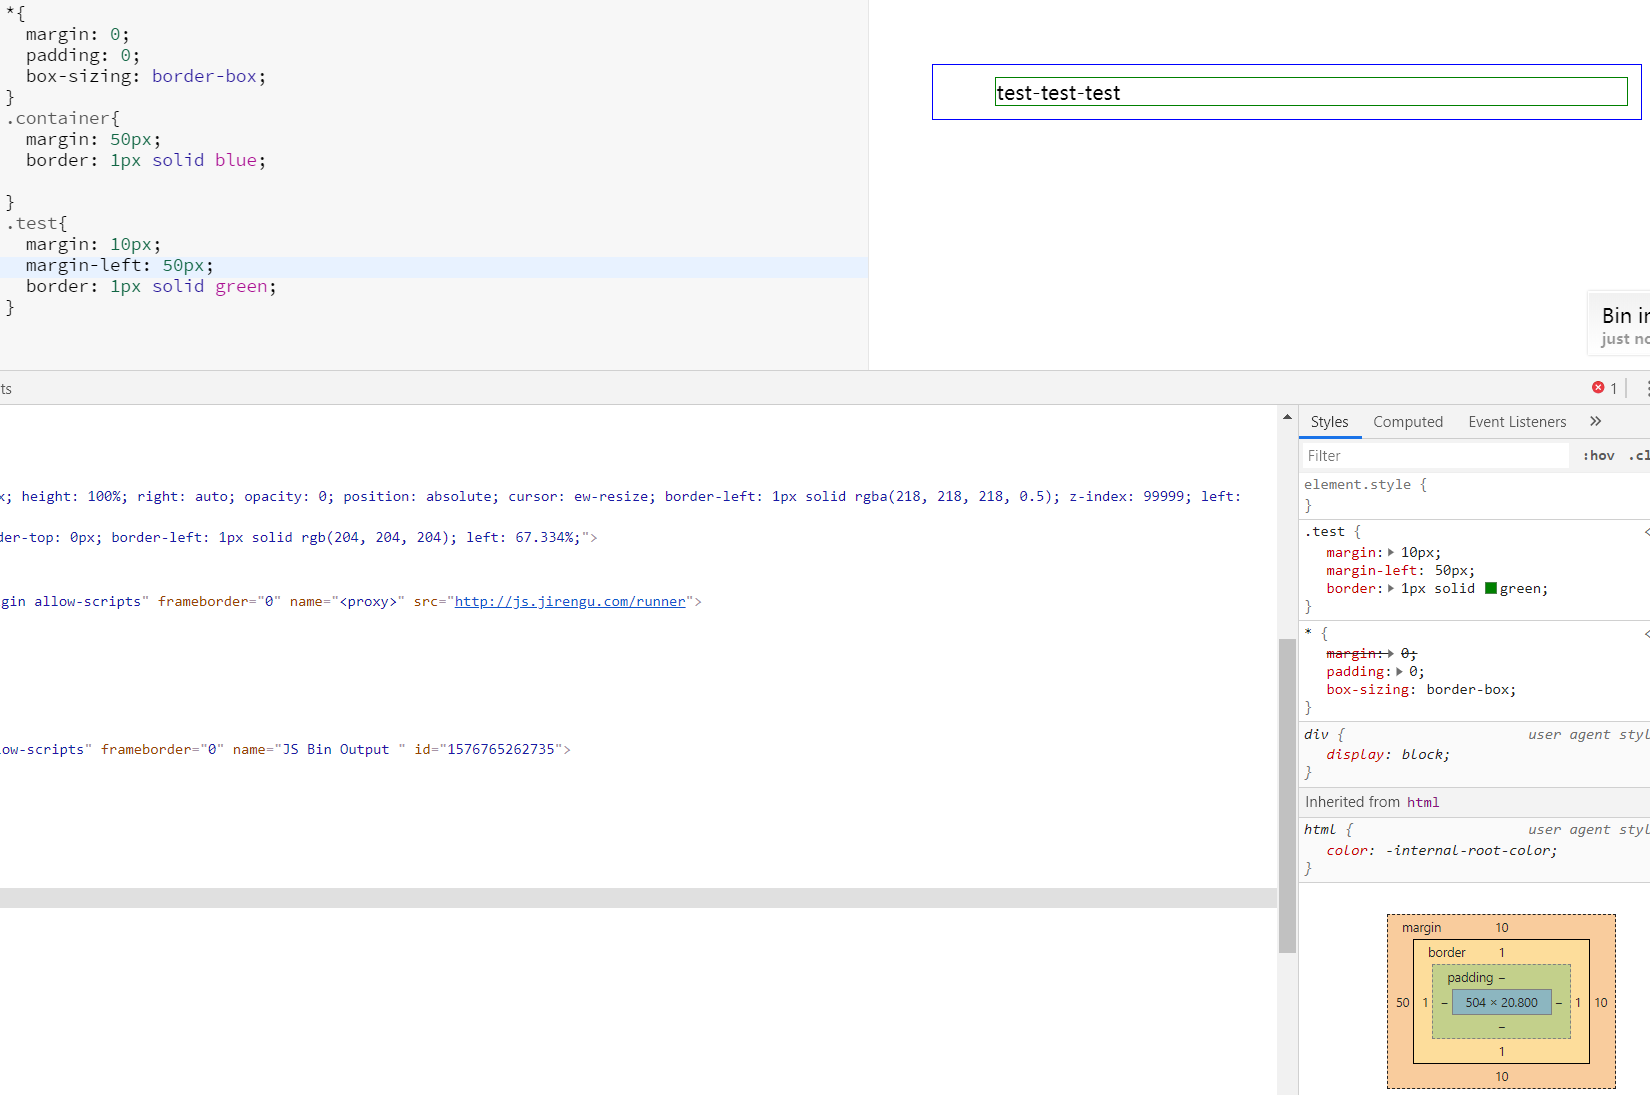 *{
margin: 0;
padding: 0;
box-sizing: border-box;
}
.container{
margin: 50px;
border: 1px solid blue;
}
.test{
margin: 10px;
margin-left: 50px;
border: 1px solid green;
}
test-test-test
Bin in
just no
ts
1
Styles Computed Event Listeners »
Filter
:hov .cl
x; height: 100%; right: auto; opacity: 0; position: absolute; cursor: ew-resize; border-left: 1px solid rgba(218, 218, 218, 0.5); z-index: 99999; left:
der-top: 0px; border-left: 1px solid rgb(204, 204, 204); left: 67.334%;">
gin allow-scripts" frameborder="0" name="<proxy>" src="http://js.jirengu.com/runner">
low-scripts" frameborder="0" name="JS Bin Output " id="1576765262735">
element.style {
}
.test {
margin: 10px;
margin-left: 50px;
border: 1px solid green;
}
* {
margin: 0;
padding: 0;
box-sizing: border-box;
}
div { user agent styl
display: block;
}
Inherited from html
html { user agent styl
color: -internal-root-color;
}
margin 10
border 1
padding –
50 1 – 504 × 20.800 – 1 10
–
1
10